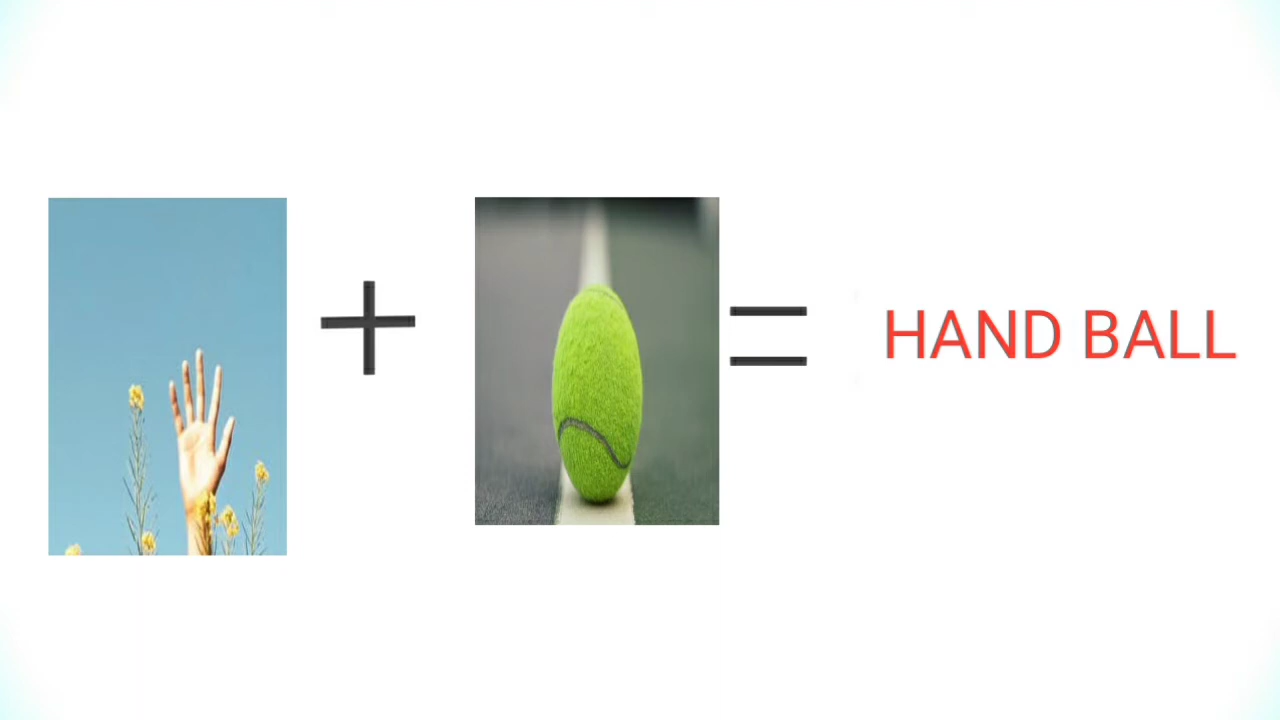 + = HAND BALL